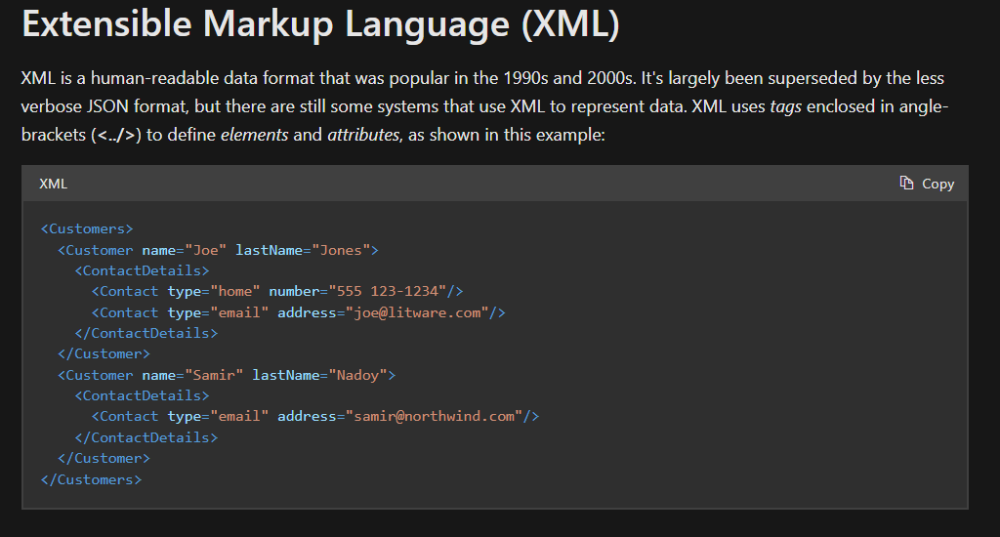 Extensible Markup Language (XML)
XML is a human-readable data format that was popular in the 1990s and 2000s. It's largely been superseded by the less
verbose JSON format, but there are still some systems that use XML to represent data. XML uses tags enclosed in angle-
brackets (<../>) to define elements and attributes, as shown in this example:
XML Copy
<Customers>
  <Customer name="Joe" lastName="Jones">
    <ContactDetails>
      <Contact type="home" number="555 123-1234"/>
      <Contact type="email" address="joe@litware.com"/>
    </ContactDetails>
  </Customer>
  <Customer name="Samir" lastName="Nadoy">
    <ContactDetails>
      <Contact type="email" address="samir@northwind.com"/>
    </ContactDetails>
  </Customer>
</Customers>